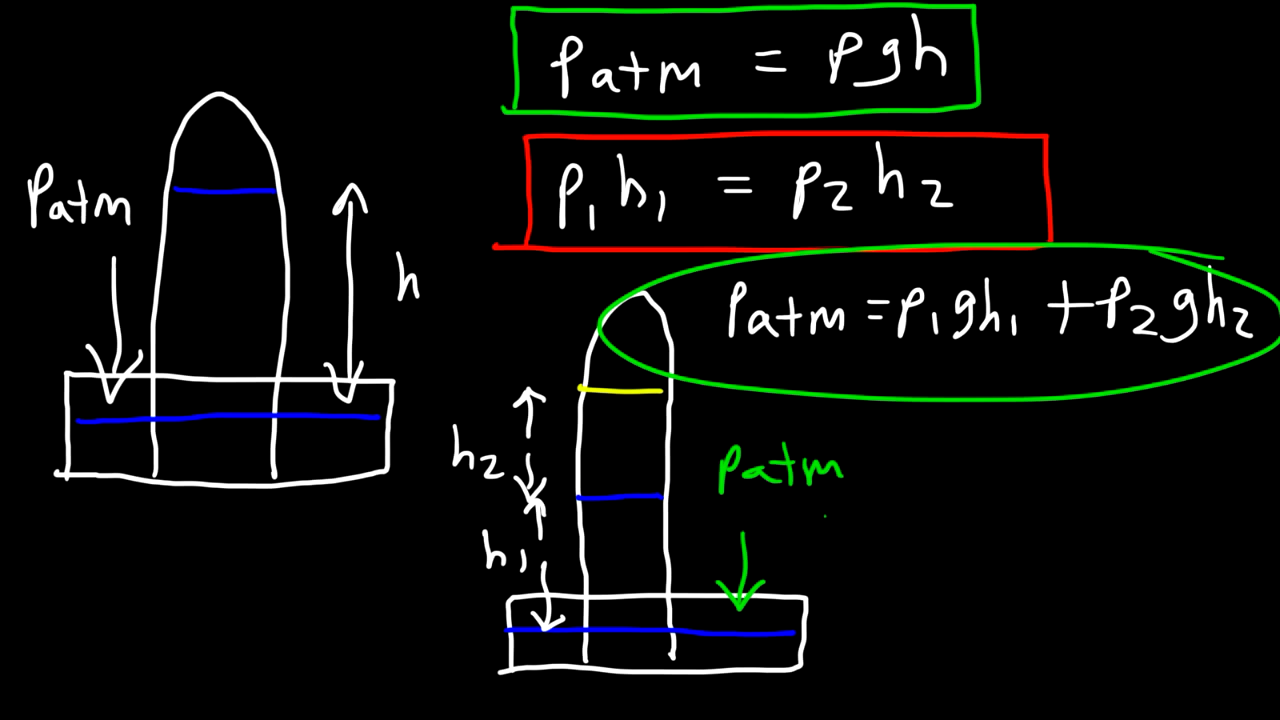 Patm = ρgh
ρ₁h₁ = ρ₂h₂
Patm
h
Patm = ρ₁gh₁ + ρ₂gh₂
h₂
Patm
h₁